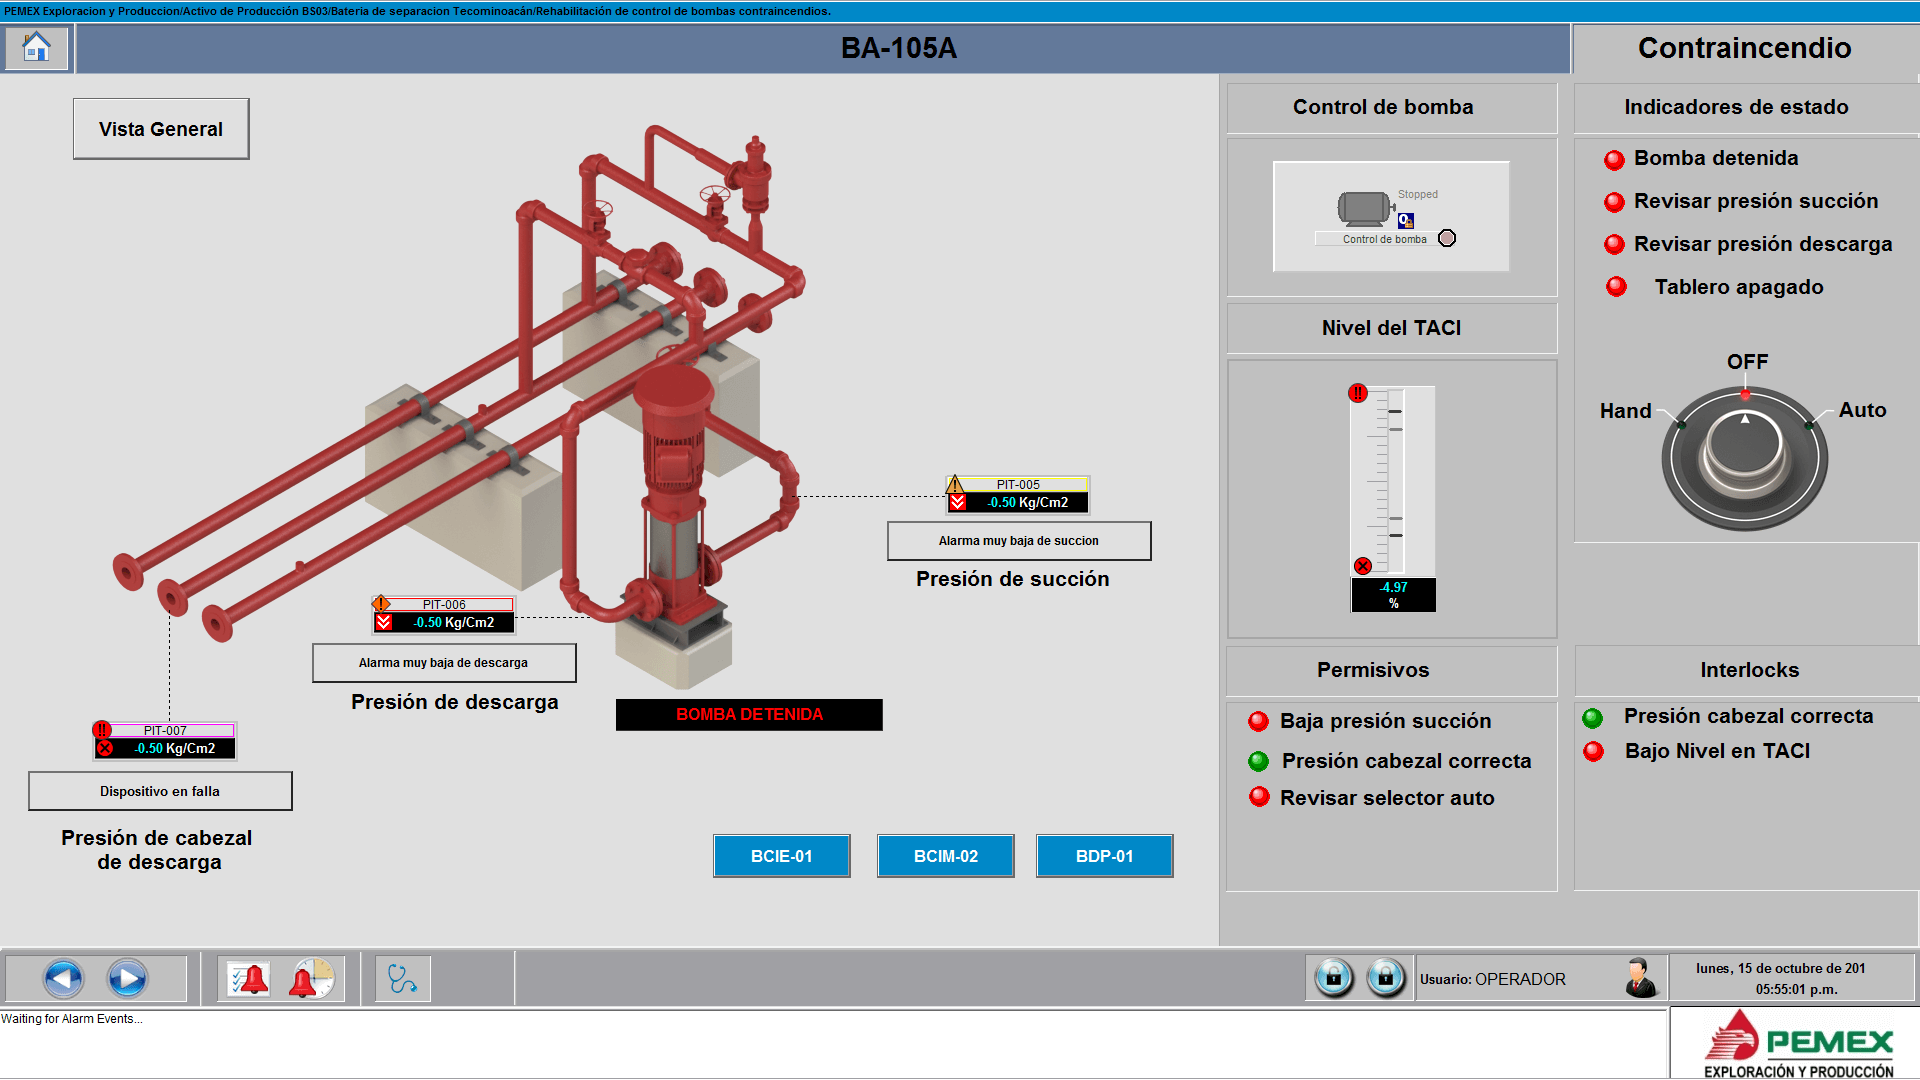 PEMEX Exploracion y Produccion/Activo de Producción BS03/Bateria de separacion Tecominoacán/Rehabilitación de control de bombas contraincendios.
BA-105A
Contraincendio
Vista General
Control de bomba
Stopped
Control de bomba
Indicadores de estado
Bomba detenida
Revisar presión succión
Revisar presión descarga
Tablero apagado
OFF
Hand
Auto
Nivel del TACI
-4.97
%
PIT-005
-0.50 Kg/Cm2
Alarma muy baja de succion
Presión de succión
PIT-006
-0.50 Kg/Cm2
Alarma muy baja de descarga
Presión de descarga
BOMBA DETENIDA
PIT-007
-0.50 Kg/Cm2
Dispositivo en falla
Presión de cabezal
de descarga
BCIE-01
BCIM-02
BDP-01
Permisivos
Baja presión succión
Presión cabezal correcta
Revisar selector auto
Interlocks
Presión cabezal correcta
Bajo Nivel en TACI
Usuario: OPERADOR
lunes, 15 de octubre de 201
05:55:01 p.m.
Waiting for Alarm Events...
PEMEX
EXPLORACIÓN Y PRODUCCIÓN